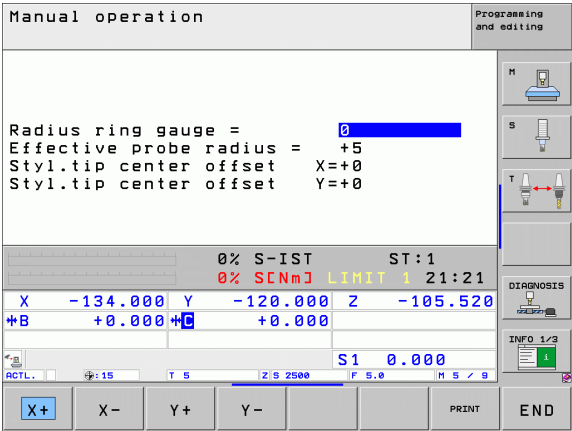 Manual operation
Programming
and editing
Radius ring gauge = 0
Effective probe radius = +5
Styl.tip center offset X=+0
Styl.tip center offset Y=+0
0% S-IST ST:1
0% S[Nm] LIMIT 1 21:21
X -134.000 Y -120.000 Z -105.520
B +0.000 C +0.000
S1 0.000
ACTL. :15 T 5 Z S 2500 F 5.0 M 5 / 9
M
S
T
DIAGNOSIS
INFO 1/3
i
X+ X- Y+ Y- PRINT END